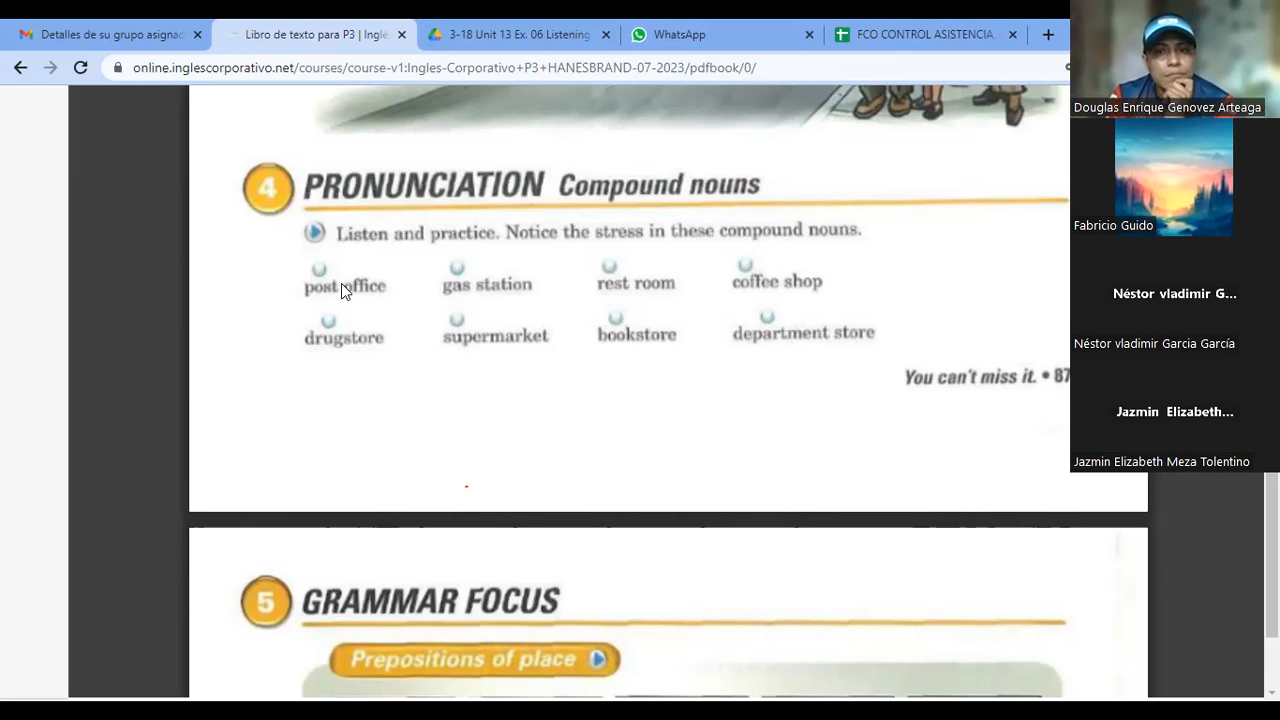 Detalles de su grupo asignac
Libro de texto para P3 | Inglé
3-18 Unit 13 Ex. 06 Listening
WhatsApp
FCO CONTROL ASISTENCIA
online.inglescorporativo.net/courses/course-v1:Ingles-Corporativo+P3+HANESBRAND-07-2023/pdfbook/0/
Douglas Enrique Genovez Arteaga
Fabricio Guido
Néstor vladimir G...
Néstor vladimir Garcia García
Jazmin Elizabeth...
Jazmin Elizabeth Meza Tolentino
4 PRONUNCIATION Compound nouns
Listen and practice. Notice the stress in these compound nouns.
post office gas station rest room coffee shop
drugstore supermarket bookstore department store
You can't miss it. • 87
5 GRAMMAR FOCUS
Prepositions of place